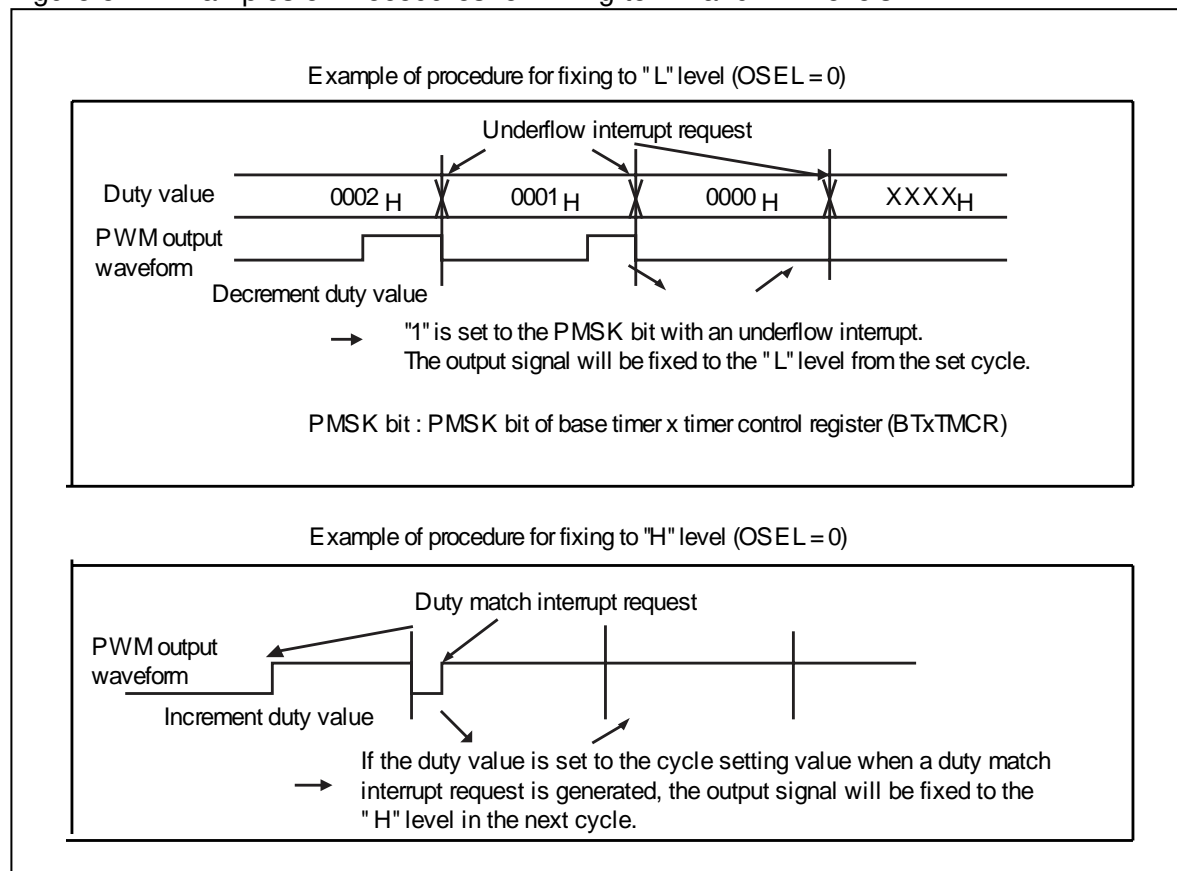 Example of procedure for fixing to "L" level (OSEL = 0)
Underflow interrupt request
Duty value 0002 H 0001 H 0000 H XXXXH
PWM output
waveform
Decrement duty value
→ "1" is set to the PMSK bit with an underflow interrupt.
The output signal will be fixed to the "L" level from the set cycle.
PMSK bit : PMSK bit of base timer x timer control register (BTxTMCR)
Example of procedure for fixing to "H" level (OSEL = 0)
Duty match interrupt request
PWM output
waveform
Increment duty value
→ If the duty value is set to the cycle setting value when a duty match
interrupt request is generated, the output signal will be fixed to the
"H" level in the next cycle.